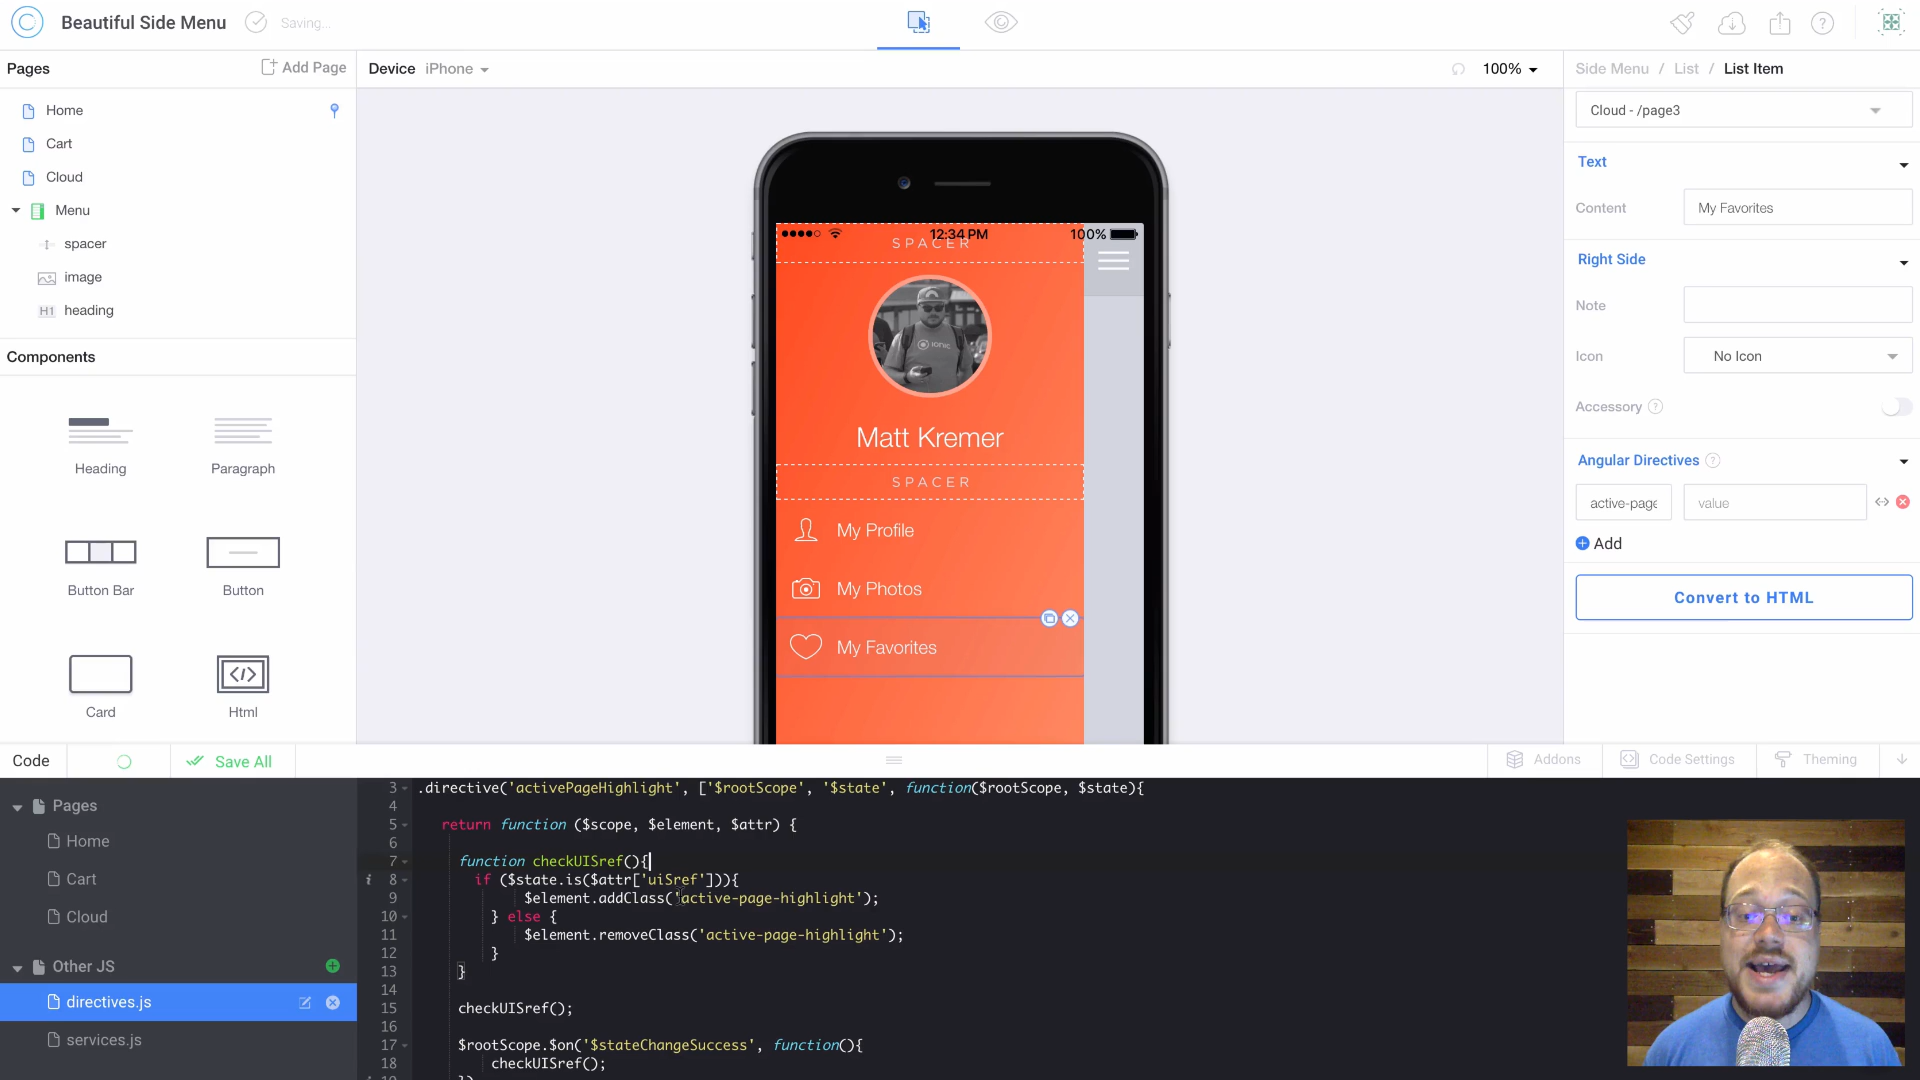 Beautiful Side Menu
Saving...
Pages
Add Page
Home
Cart
Cloud
Menu
spacer
image
H1 heading
Components
Heading
Paragraph
Button Bar
Button
Card
Html
Device iPhone
100%
12:34 PM
100%
SPACER
IONIC
Matt Kremer
SPACER
My Profile
My Photos
My Favorites
Side Menu / List / List Item
Cloud - /page3
Text
Content
My Favorites
Right Side
Note
Icon
No Icon
Accessory ?
Angular Directives ?
active-page
value
Add
Convert to HTML
Code
Save All
Addons
Code Settings
Theming
Pages
Home
Cart
Cloud
Other JS
directives.js
services.js
3 .directive('activePageHighlight', ['$rootScope', '$state', function($rootScope, $state){
4
5 return function ($scope, $element, $attr) {
6
7 function checkUISref(){
i 8 if ($state.is($attr['uiSref'])){
9 $element.addClass('active-page-highlight');
10 } else {
11 $element.removeClass('active-page-highlight');
12 }
13 }
14
15 checkUISref();
16
17 $rootScope.$on('$stateChangeSuccess', function(){
18 checkUISref();